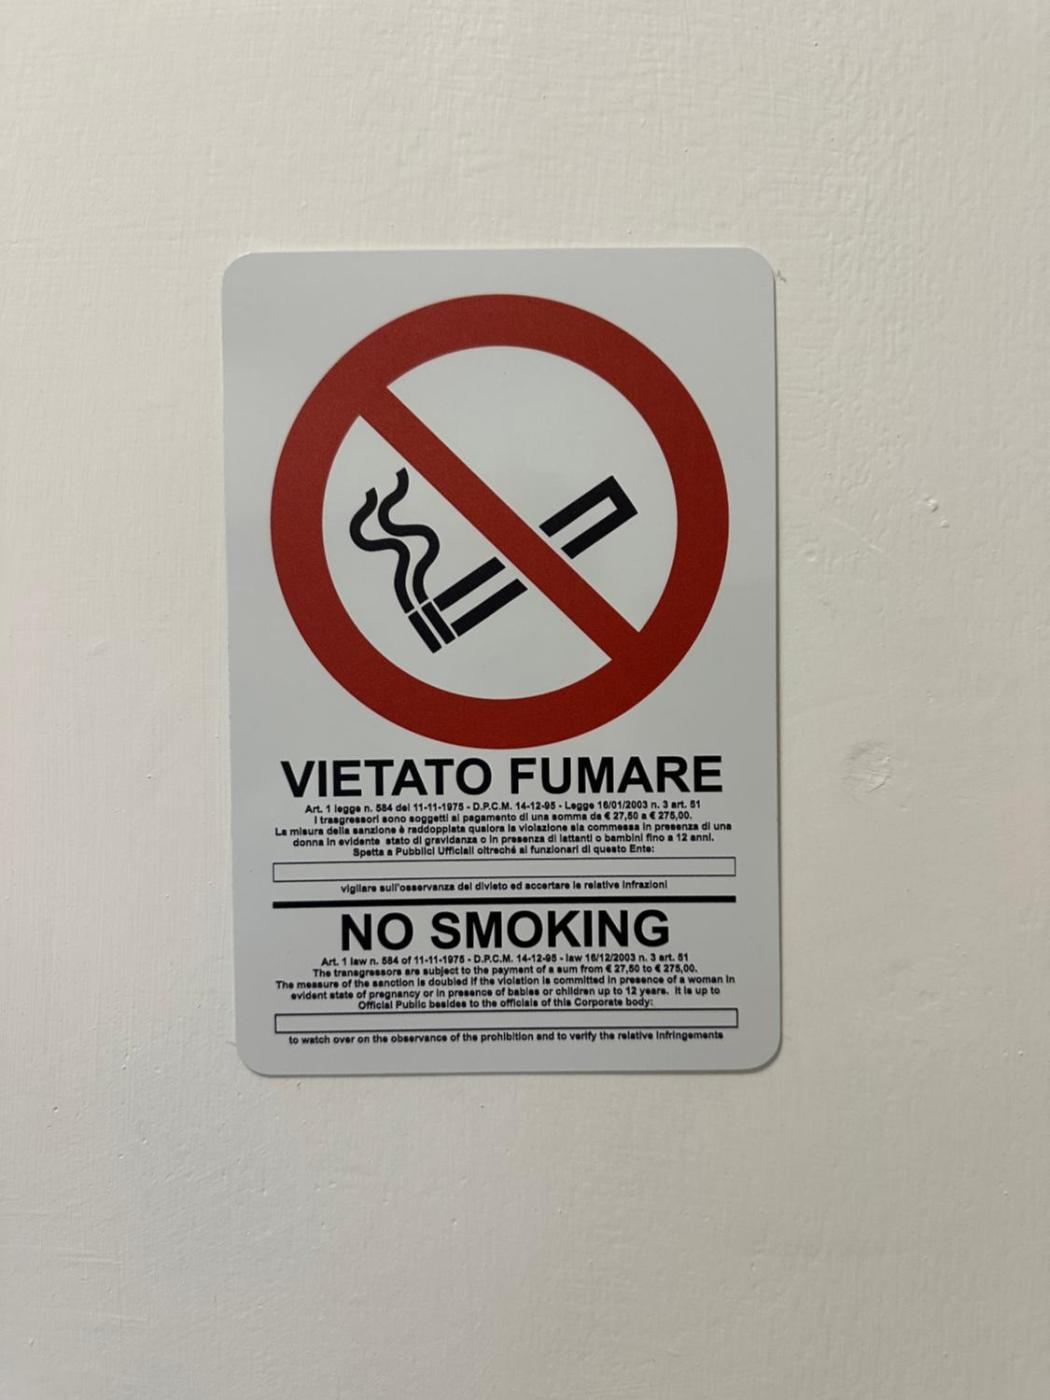 VIETATO FUMARE
Art. 1 legge n. 584 del 11-11-1975 - D.P.C.M. 14-12-95 - Legge 16/01/2003 n. 3 art. 51
I trasgressori sono soggetti al pagamento di una somma da € 27,50 a € 275,00.
La misura della sanzione è raddoppiata qualora la violazione sia commessa in presenza di una
donna in evidente stato di gravidanza o in presenza di lattanti o bambini fino a 12 anni.
Spetta a Pubblici Ufficiali oltreché ai funzionari di questo Ente:
vigilare sull'osservanza del divieto ed accertare le relative infrazioni
NO SMOKING
Art. 1 law n. 584 of 11-11-1975 - D.P.C.M. 14-12-95 - law 16/12/2003 n. 3 art. 51
The transgressors are subject to the payment of a sum from € 27,50 to € 275,00.
The measure of the sanction is doubled if the violation is committed in presence of a woman in
evident state of pregnancy or in presence of babies or children up to 12 years. It is up to
Official Public besides to the officials of this Corporate body:
to watch over on the observance of the prohibition and to verify the relative infringements